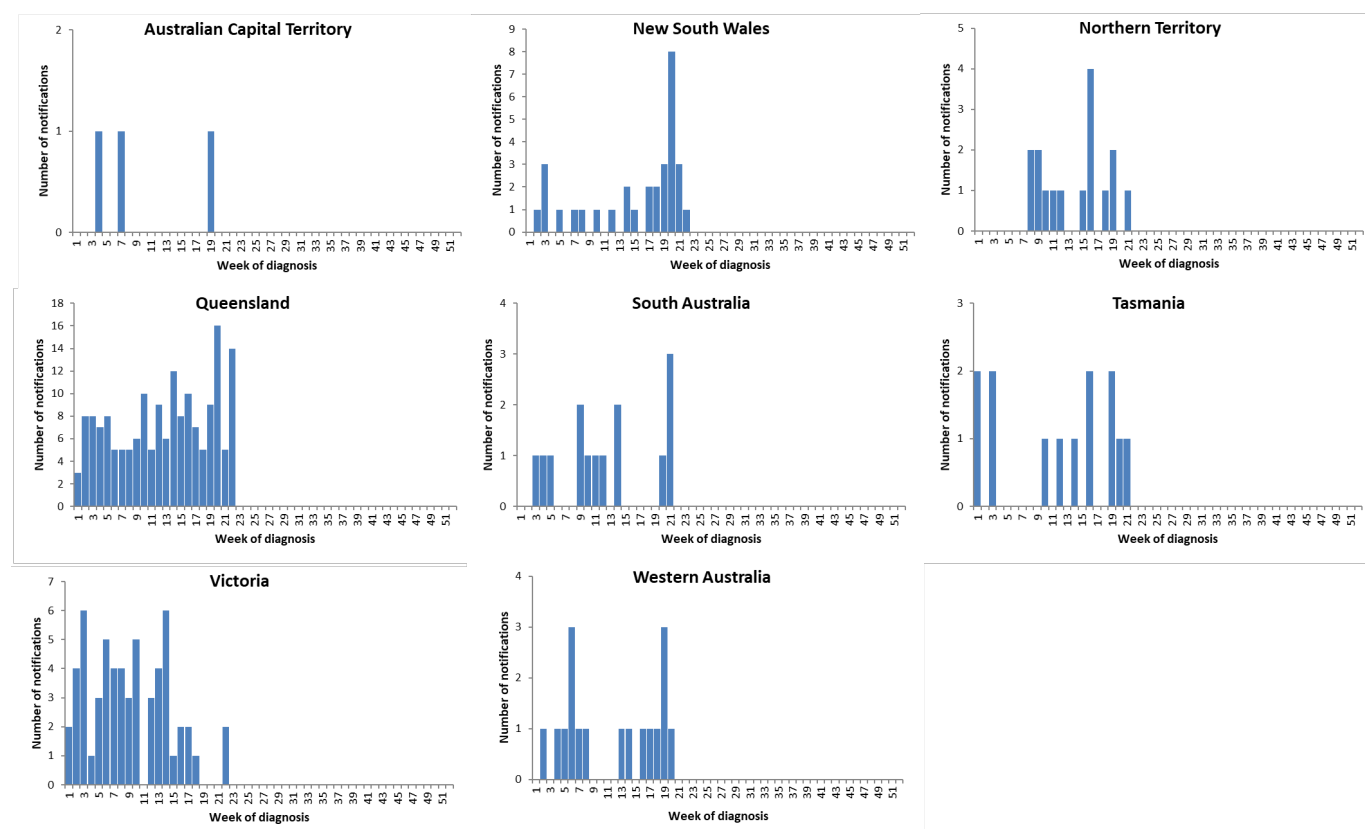 Australian Capital Territory
Number of notifications
2
1
0
1 3 5 7 9 11 13 15 17 19 21 23 25 27 29 31 33 35 37 39 41 43 45 47 49 51
Week of diagnosis
New South Wales
Number of notifications
9
8
7
6
5
4
3
2
1
0
1 3 5 7 9 11 13 15 17 19 21 23 25 27 29 31 33 35 37 39 41 43 45 47 49 51
Week of diagnosis
Northern Territory
Number of notifications
5
4
3
2
1
0
1 3 5 7 9 11 13 15 17 19 21 23 25 27 29 31 33 35 37 39 41 43 45 47 49 51
Week of diagnosis
Queensland
Number of notifications
18
16
14
12
10
8
6
4
2
0
1 3 5 7 9 11 13 15 17 19 21 23 25 27 29 31 33 35 37 39 41 43 45 47 49 51
Week of diagnosis
South Australia
Number of notifications
4
3
2
1
0
1 3 5 7 9 11 13 15 17 19 21 23 25 27 29 31 33 35 37 39 41 43 45 47 49 51
Week of diagnosis
Tasmania
Number of notifications
3
2
1
0
1 3 5 7 9 11 13 15 17 19 21 23 25 27 29 31 33 35 37 39 41 43 45 47 49 51
Week of diagnosis
Victoria
Number of notifications
7
6
5
4
3
2
1
0
1 3 5 7 9 11 13 15 17 19 21 23 25 27 29 31 33 35 37 39 41 43 45 47 49 51
Week of diagnosis
Western Australia
Number of notifications
4
3
2
1
0
1 3 5 7 9 11 13 15 17 19 21 23 25 27 29 31 33 35 37 39 41 43 45 47 49 51
Week of diagnosis